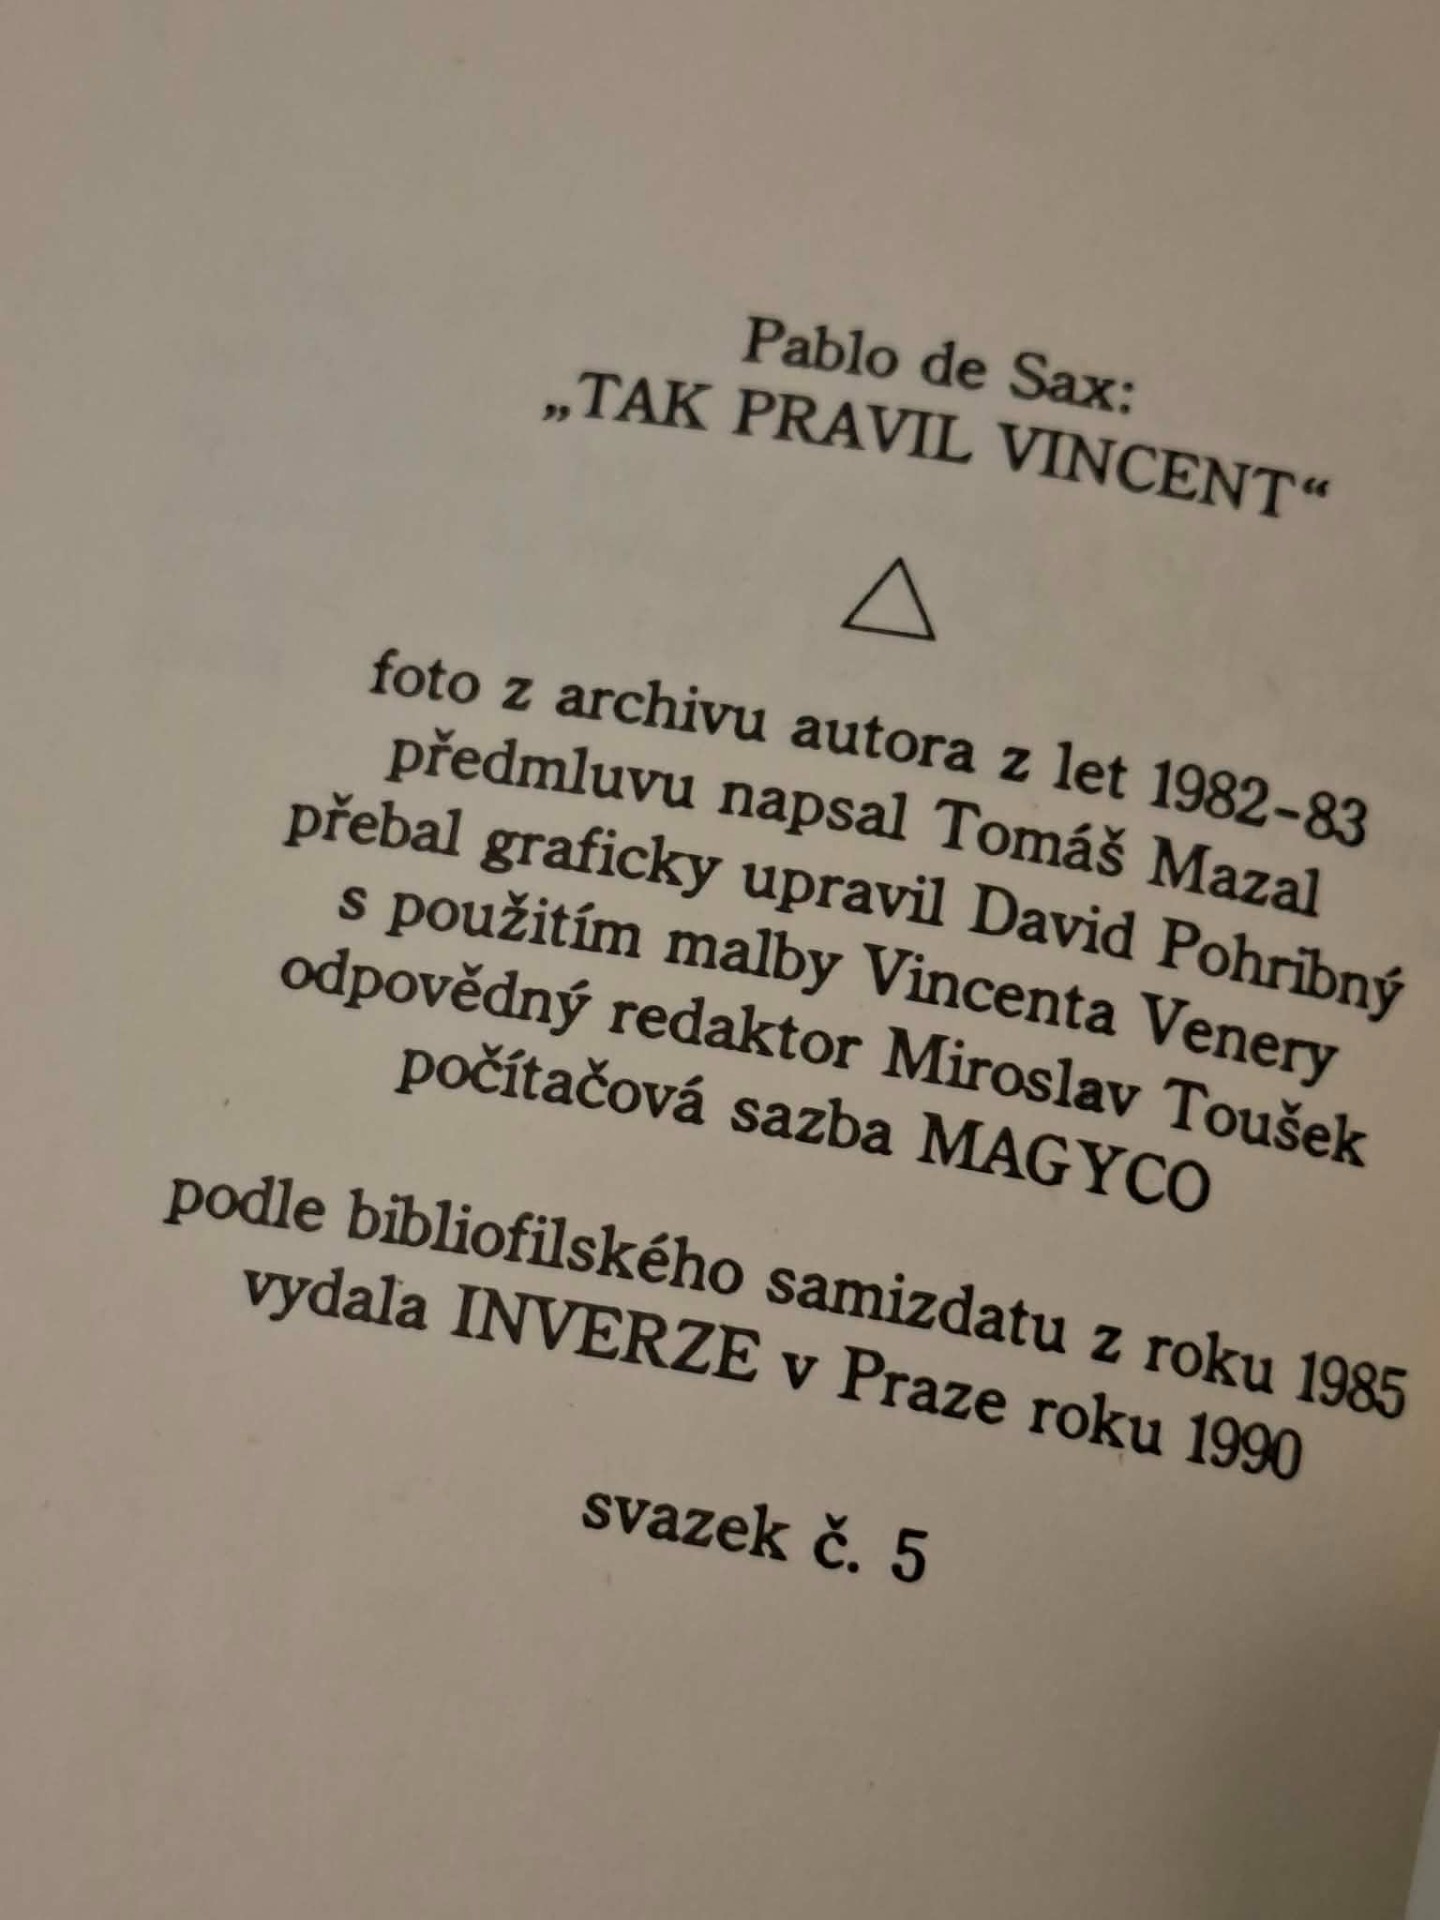 Pablo de Sax:
„TAK PRAVIL VINCENT“
foto z archivu autora z let 1982-83
předmluvu napsal Tomáš Mazal
přebal graficky upravil David Pohribný
s použitím malby Vincenta Venery
odpovědný redaktor Miroslav Toušek
počítačová sazba MAGYCO
podle bibliofilského samizdatu z roku 1985
vydala INVERZE v Praze roku 1990
svazek č. 5